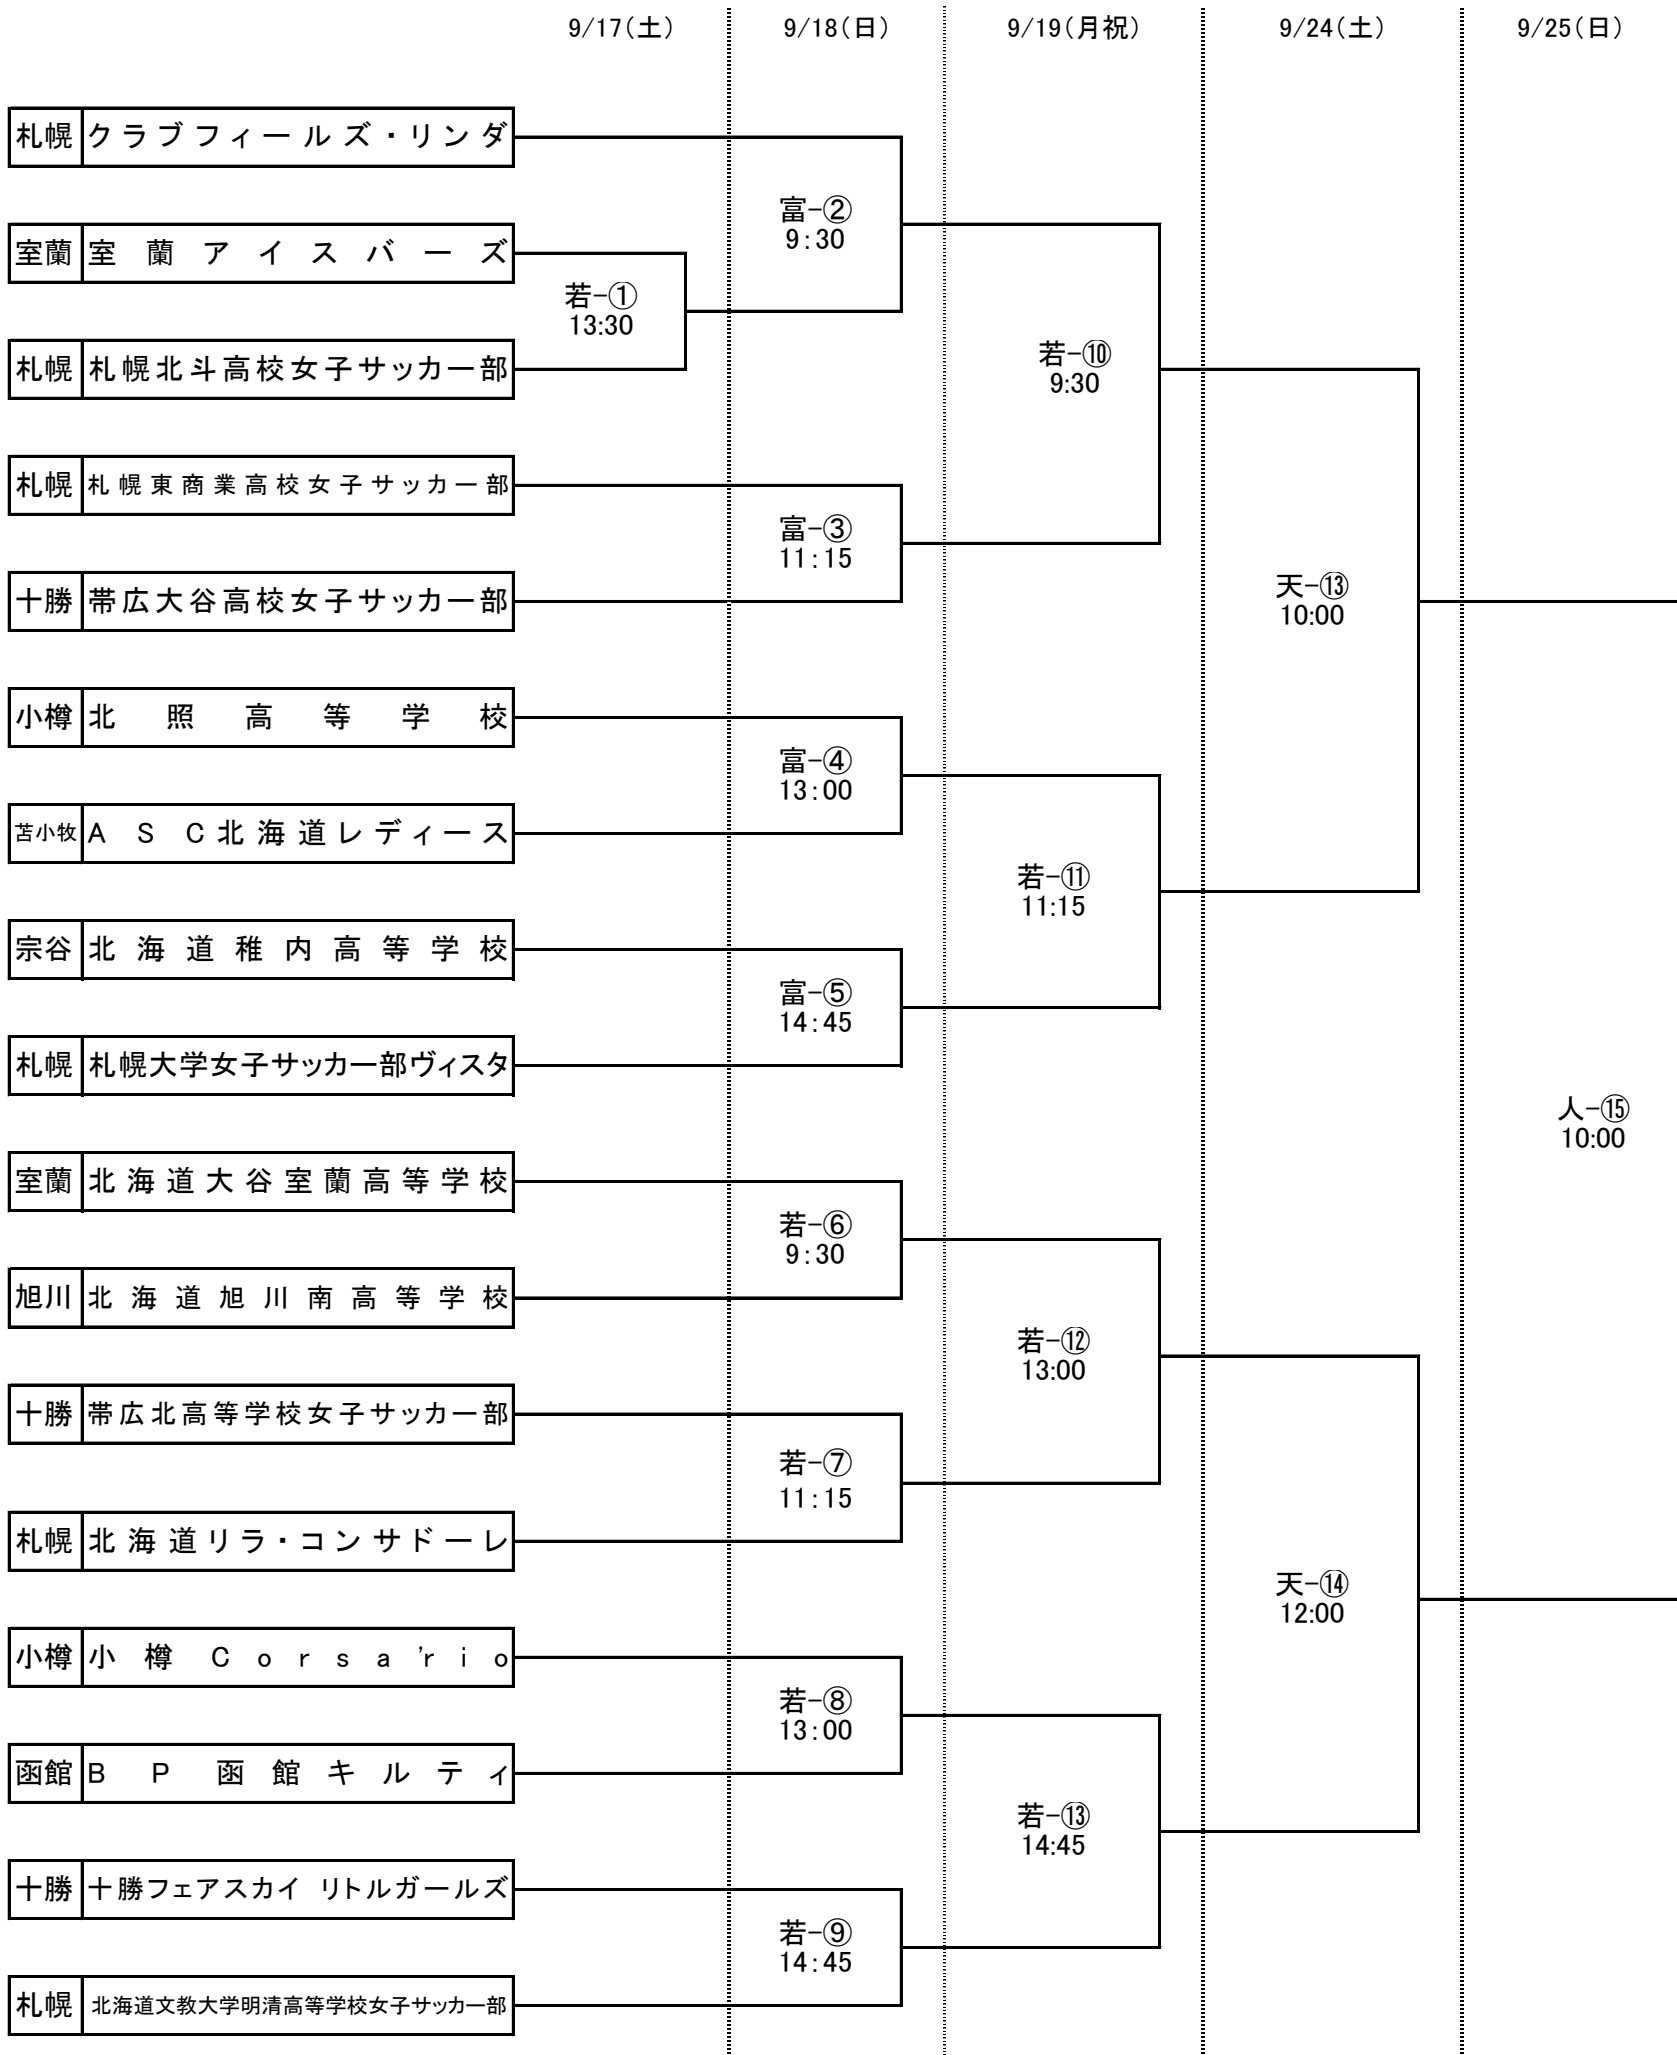 9/17(土) 9/18(日) 9/19(月祝) 9/24(土) 9/25(日)
札幌 クラブフィールズ・リンダ
富-②
9:30
室蘭 室蘭アイスバーズ
若-①
13:30
札幌 札幌北斗高校女子サッカー部
若-⑩
9:30
札幌 札幌東商業高校女子サッカー部
富-③
11:15
十勝 帯広大谷高校女子サッカー部
天-⑬
10:00
小樽 北照高等学校
富-④
13:00
苫小牧 ASC北海道レディース
若-⑪
11:15
宗谷 北海道稚内高等学校
富-⑤
14:45
札幌 札幌大学女子サッカー部ヴィスタ
人-⑮
10:00
室蘭 北海道大谷室蘭高等学校
若-⑥
9:30
旭川 北海道旭川南高等学校
若-⑫
13:00
十勝 帯広北高等学校女子サッカー部
若-⑦
11:15
札幌 北海道リラ・コンサドーレ
天-⑭
12:00
小樽 小樽Corsa'rio
若-⑧
13:00
函館 BP函館キルティ
若-⑬
14:45
十勝 十勝フェアスカイ リトルガールズ
若-⑨
14:45
札幌 北海道文教大学明清高等学校女子サッカー部